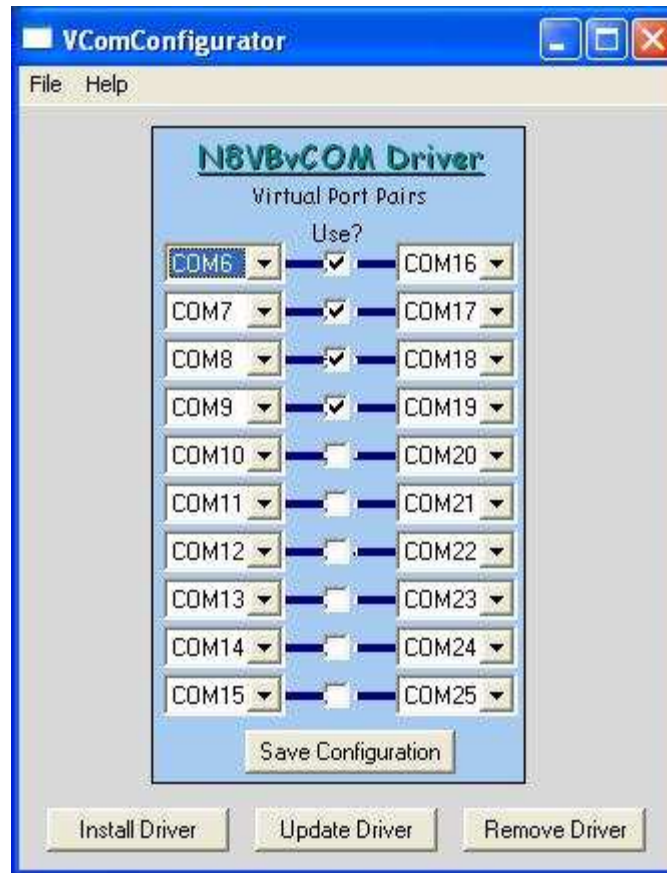 VComConfigurator
File Help
N8VBvCOM Driver
Virtual Port Pairs
Use?
COM6 COM16
COM7 COM17
COM8 COM18
COM9 COM19
COM10 COM20
COM11 COM21
COM12 COM22
COM13 COM23
COM14 COM24
COM15 COM25
Save Configuration
Install Driver Update Driver Remove Driver